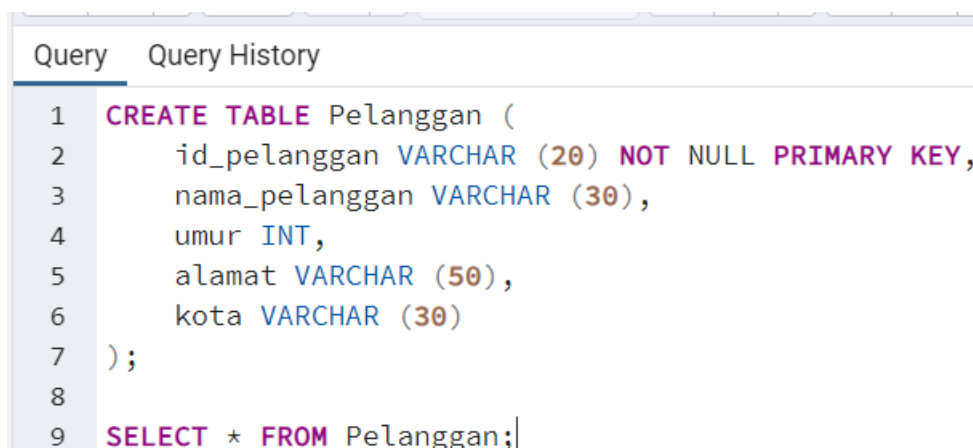 Query Query History
1 CREATE TABLE Pelanggan (
2 id_pelanggan VARCHAR (20) NOT NULL PRIMARY KEY,
3 nama_pelanggan VARCHAR (30),
4 umur INT,
5 alamat VARCHAR (50),
6 kota VARCHAR (30)
7 );
8
9 SELECT * FROM Pelanggan;